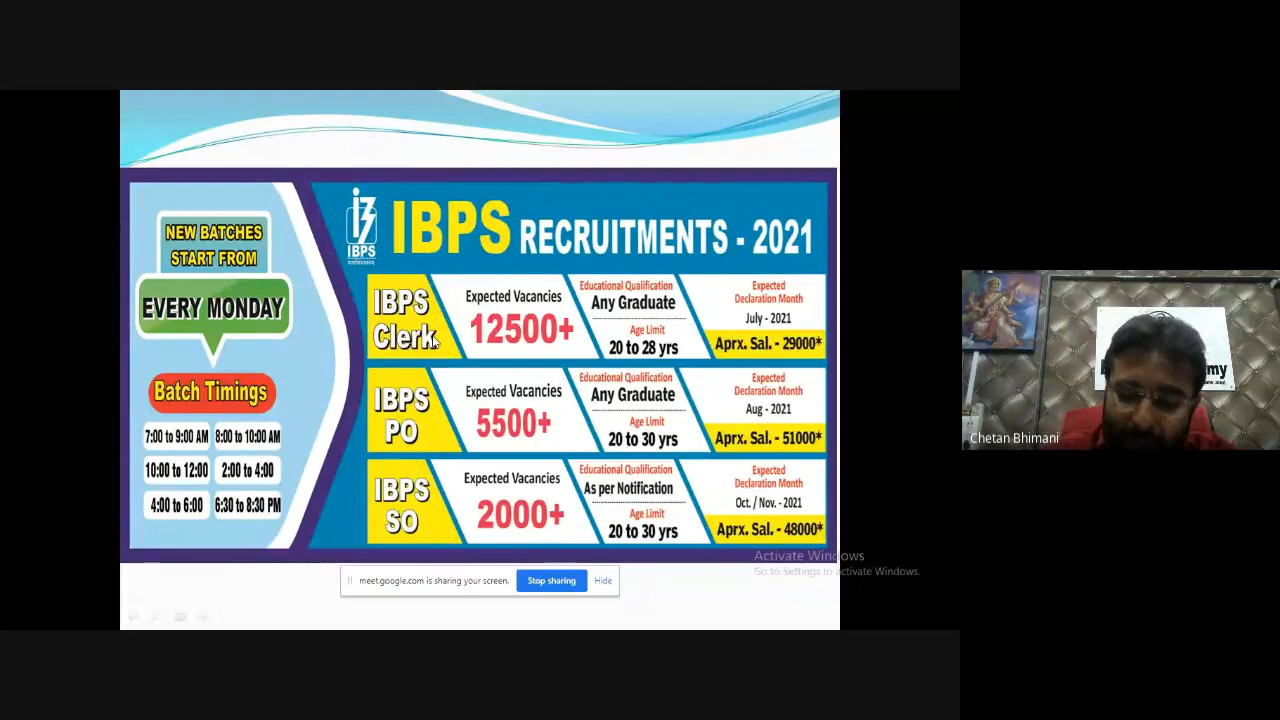 NEW BATCHES
START FROM
EVERY MONDAY
Batch Timings
7:00 to 9:00 AM 8:00 to 10:00 AM
10:00 to 12:00 2:00 to 4:00
4:00 to 6:00 6:30 to 8:30 PM
IBPS
IBPS RECRUITMENTS - 2021
IBPS
Clerk
Expected Vacancies
12500+
Educational Qualification
Any Graduate
Age Limit
20 to 28 yrs
Expected
Declaration Month
July - 2021
Aprx. Sal. - 29000*
IBPS
PO
Expected Vacancies
5500+
Educational Qualification
Any Graduate
Age Limit
20 to 30 yrs
Expected
Declaration Month
Aug - 2021
Aprx. Sal. - 51000*
IBPS
SO
Expected Vacancies
2000+
Educational Qualification
As per Notification
Age Limit
20 to 30 yrs
Expected
Declaration Month
Oct. / Nov. - 2021
Aprx. Sal. - 48000*
Activate Windows
Go to Settings to activate Windows.
meet.google.com is sharing your screen.
Stop sharing
Hide
Chetan Bhimani